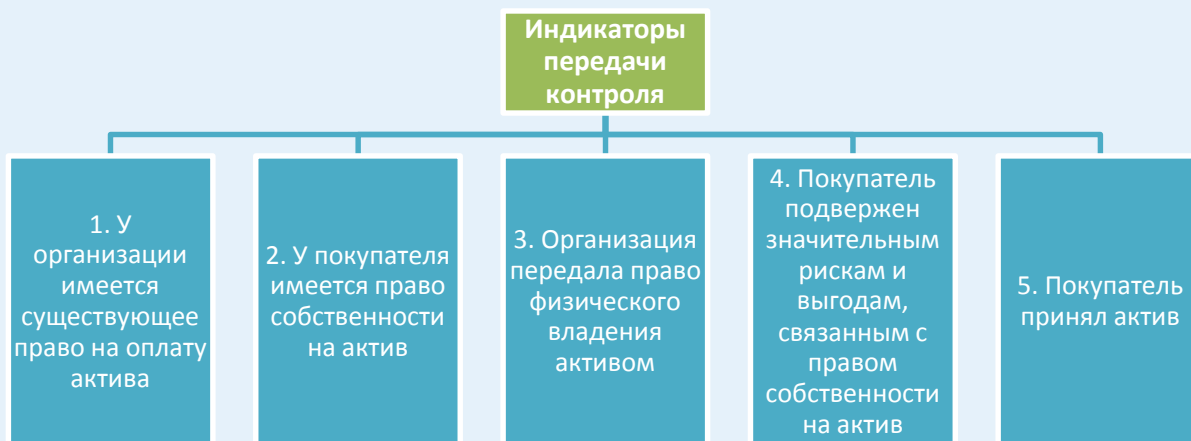 Индикаторы
передачи
контроля
1. У
организации
имеется
существующее
право на оплату
актива
2. У покупателя
имеется право
собственности
на актив
3. Организация
передала право
физического
владения
активом
4. Покупатель
подвержен
значительным
рискам и
выгодам,
связанным с
правом
собственности
на актив
5. Покупатель
принял актив